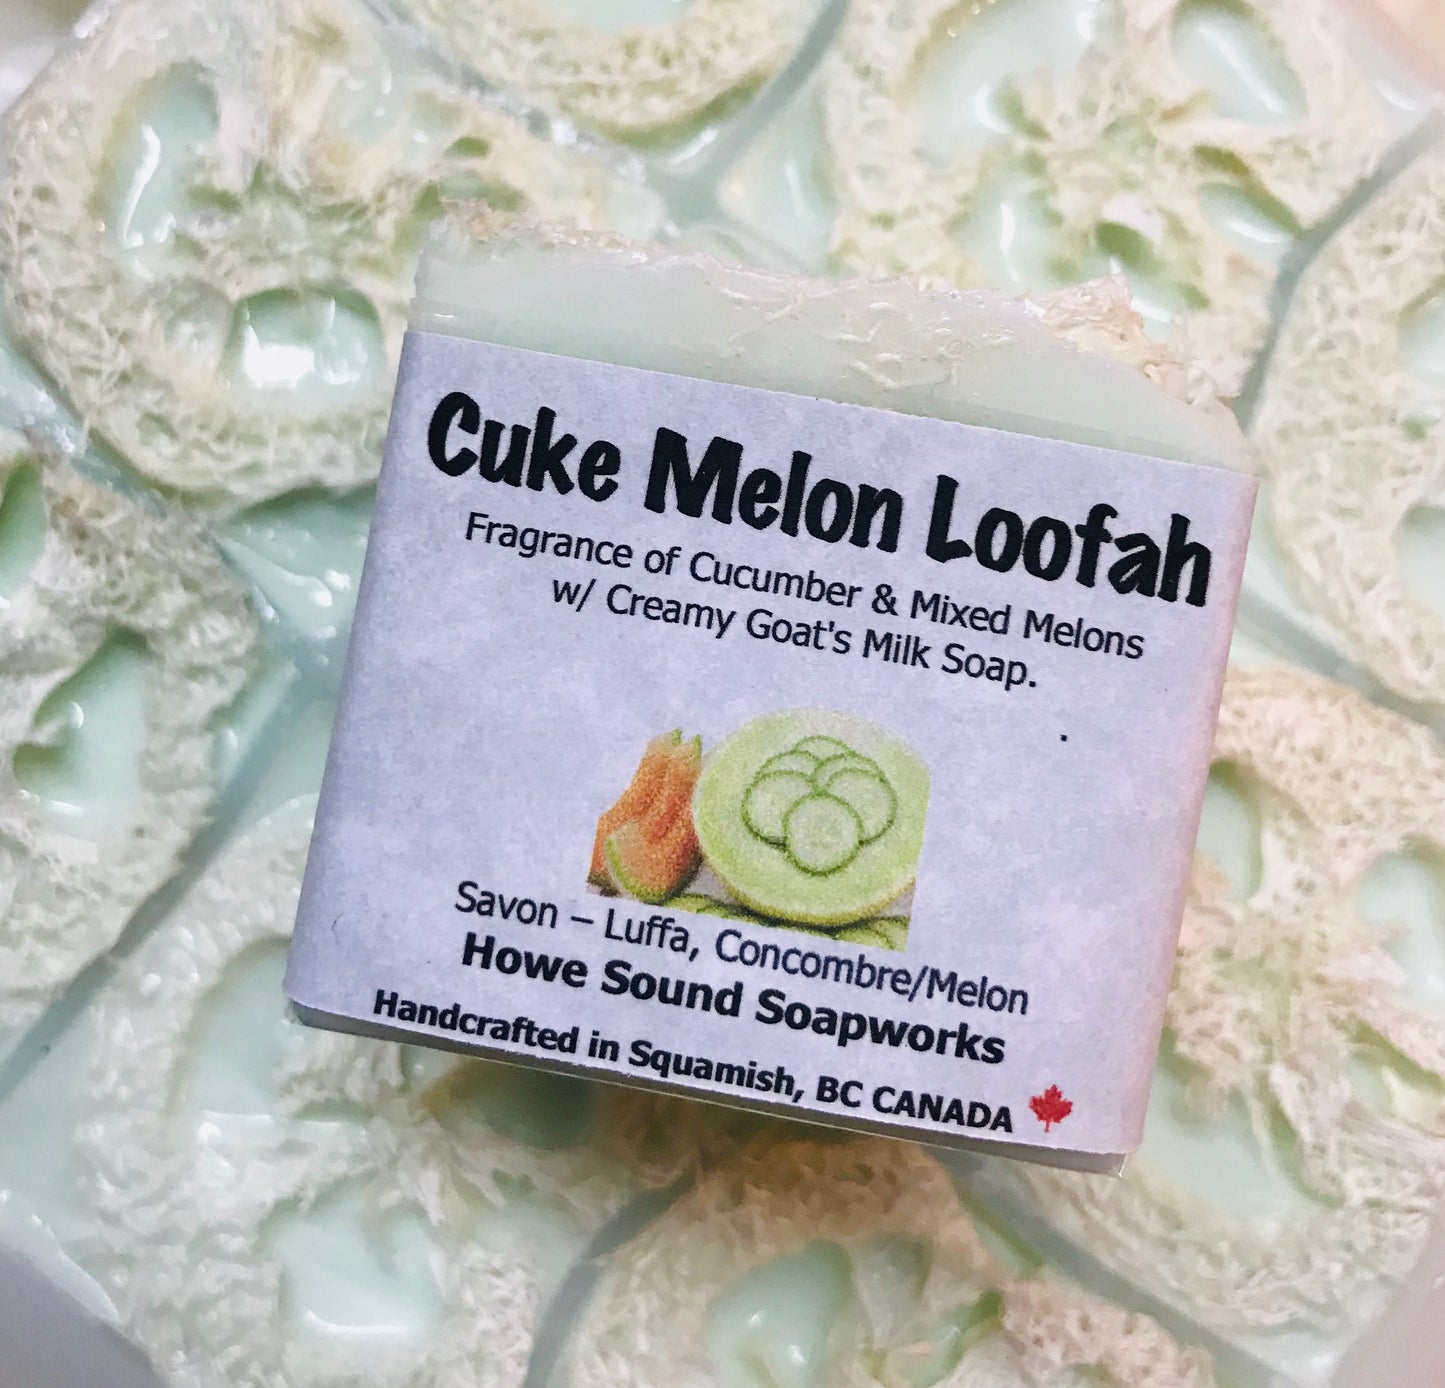 Cuke Melon Loofah
Fragrance of Cucumber & Mixed Melons
w/ Creamy Goat's Milk Soap.
Savon – Luffa, Concombre/Melon
Howe Sound Soapworks
Handcrafted in Squamish, BC CANADA